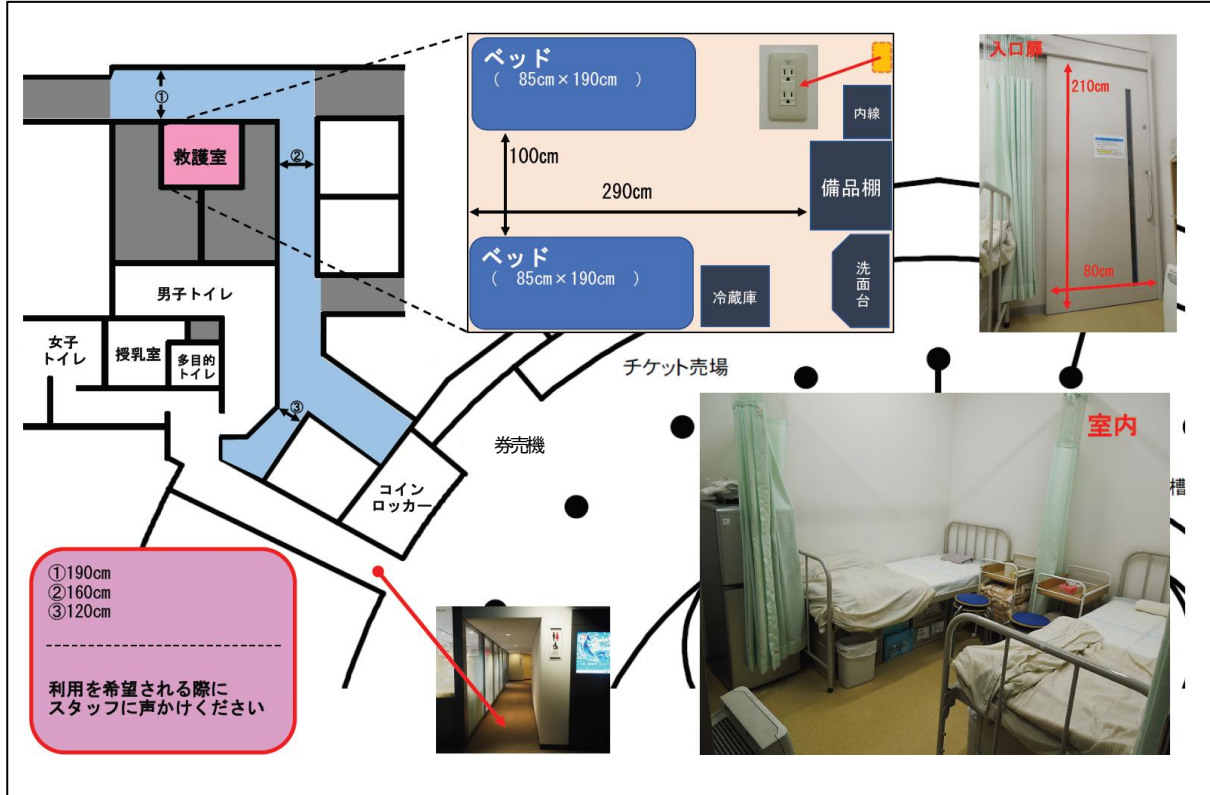 ①
救護室
②
男子トイレ
女子
トイレ
授乳室
多目的
トイレ
③
コイン
ロッカー
券売機
チケット売場
ベッド
( 85cm×190cm )
100cm
290cm
ベッド
( 85cm×190cm )
内線
備品棚
洗面台
冷蔵庫
入口扉
210cm
80cm
室内
槽
①190cm
②160cm
③120cm
利用を希望される際に
スタッフに声かけください